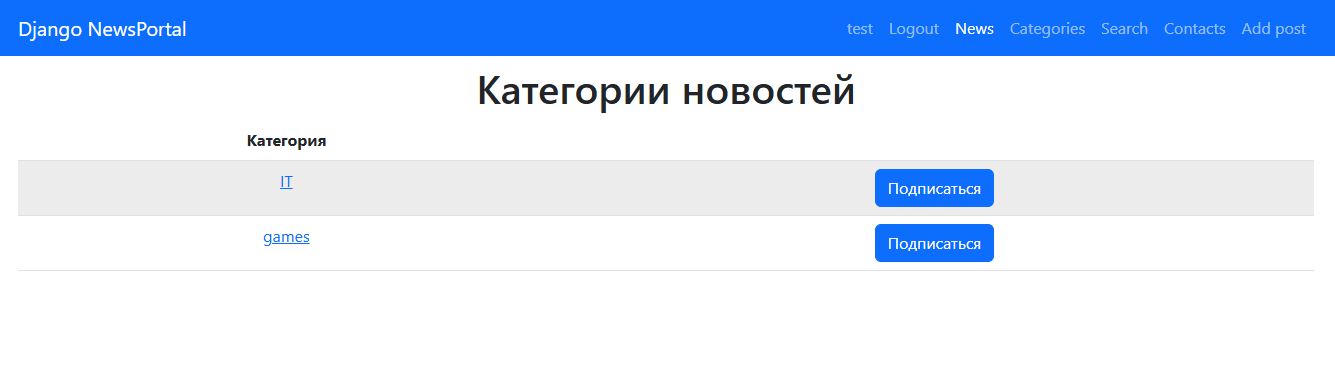 Django NewsPortal test Logout News Categories Search Contacts Add post
Категории новостей
Категория
IT Подписаться
games Подписаться